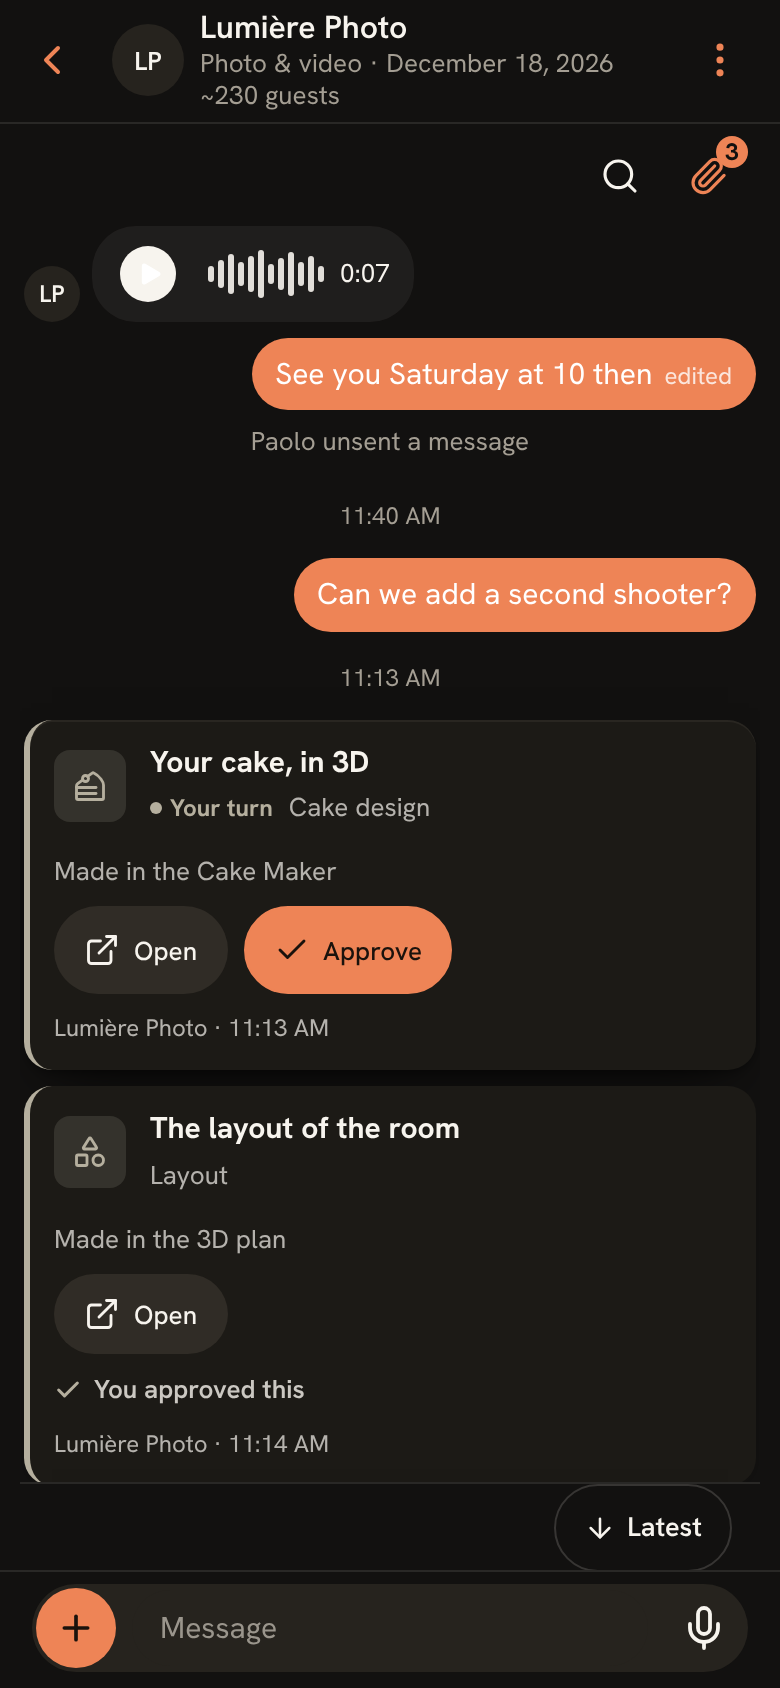 LP
Lumière Photo
Photo & video · December 18, 2026
~230 guests
3
LP
0:07
See you Saturday at 10 then edited
Paolo unsent a message
11:40 AM
Can we add a second shooter?
11:13 AM
Your cake, in 3D
Your turn Cake design
Made in the Cake Maker
Open
Approve
Lumière Photo · 11:13 AM
The layout of the room
Layout
Made in the 3D plan
Open
You approved this
Lumière Photo · 11:14 AM
Latest
Message